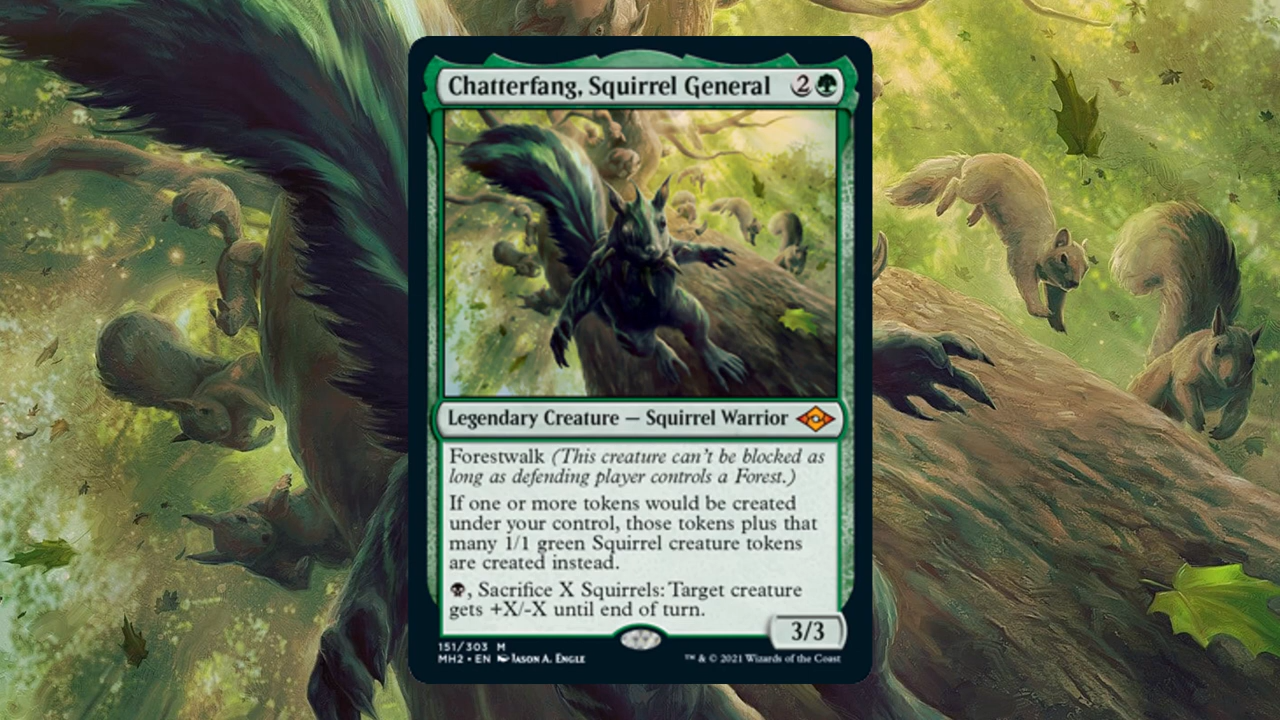 Chatterfang, Squirrel General 2
Legendary Creature — Squirrel Warrior
Forestwalk (This creature can't be blocked as
long as defending player controls a Forest.)
If one or more tokens would be created
under your control, those tokens plus that
many 1/1 green Squirrel creature tokens
are created instead.
, Sacrifice X Squirrels: Target creature
gets +X/-X until end of turn.
3/3
151/303 M
MH2 • EN Jason A. Engle ™ & © 2021 Wizards of the Coast